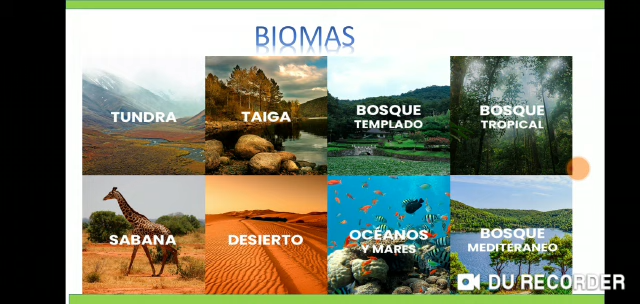 BIOMAS
TUNDRA
TAIGA
BOSQUE
TEMPLADO
BOSQUE
TROPICAL
SABANA
DESIERTO
OCÉANOS
Y MARES
BOSQUE
MEDITERANEO
DU RECORDER